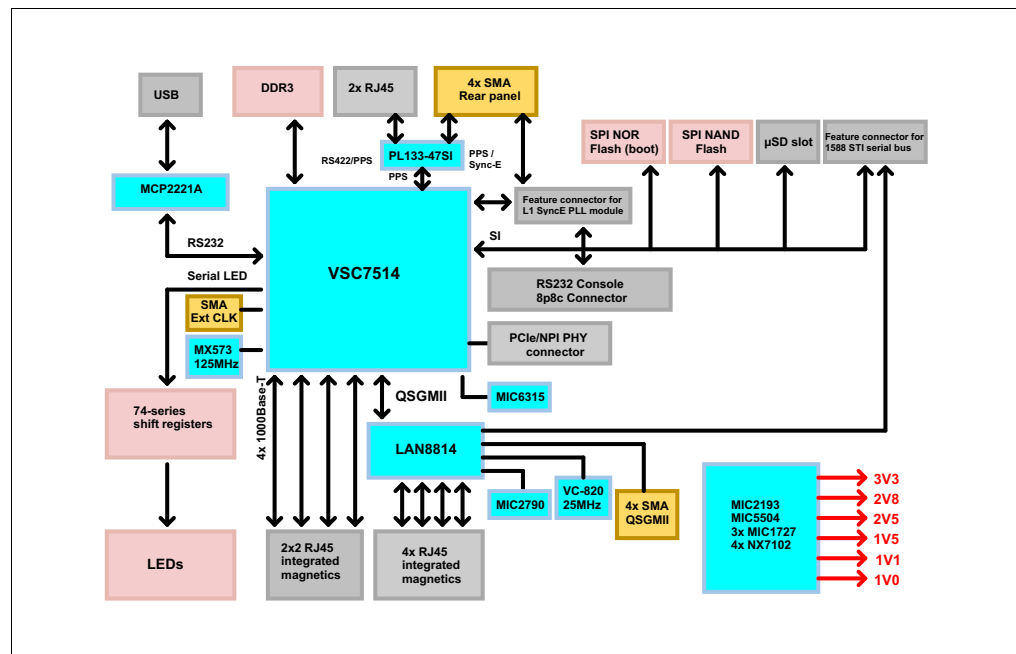 USB
DDR3
2x RJ45
4x SMA
Rear panel
SPI NOR
Flash (boot)
SPI NAND
Flash
µSD slot
Feature connector for
1588 STI serial bus
RS422/PPS
PL133-47SI
PPS /
Sync-E
PPS
MCP2221A
Feature connector for
L1 SyncE PLL module
RS232
SI
VSC7514
Serial LED
RS232 Console
8p8c Connector
SMA
Ext CLK
MX573
125MHz
PCIe/NPI PHY
connector
4x 1000Base-T
QSGMII
MIC6315
74-series
shift registers
LAN8814
MIC2790
VC-820
25MHz
4x SMA
QSGMII
MIC2193
MIC5504
3x MIC1727
4x NX7102
3V3
2V8
2V5
1V5
1V1
1V0
LEDs
2x2 RJ45
integrated
magnetics
4x RJ45
integrated
magnetics